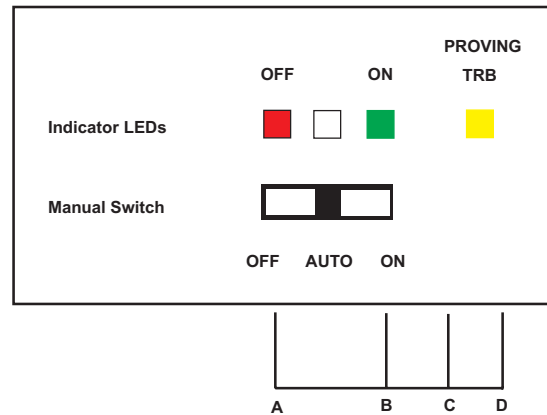 PROVING
OFF ON TRB
Indicator LEDs
Manual Switch
OFF AUTO ON
A B C D